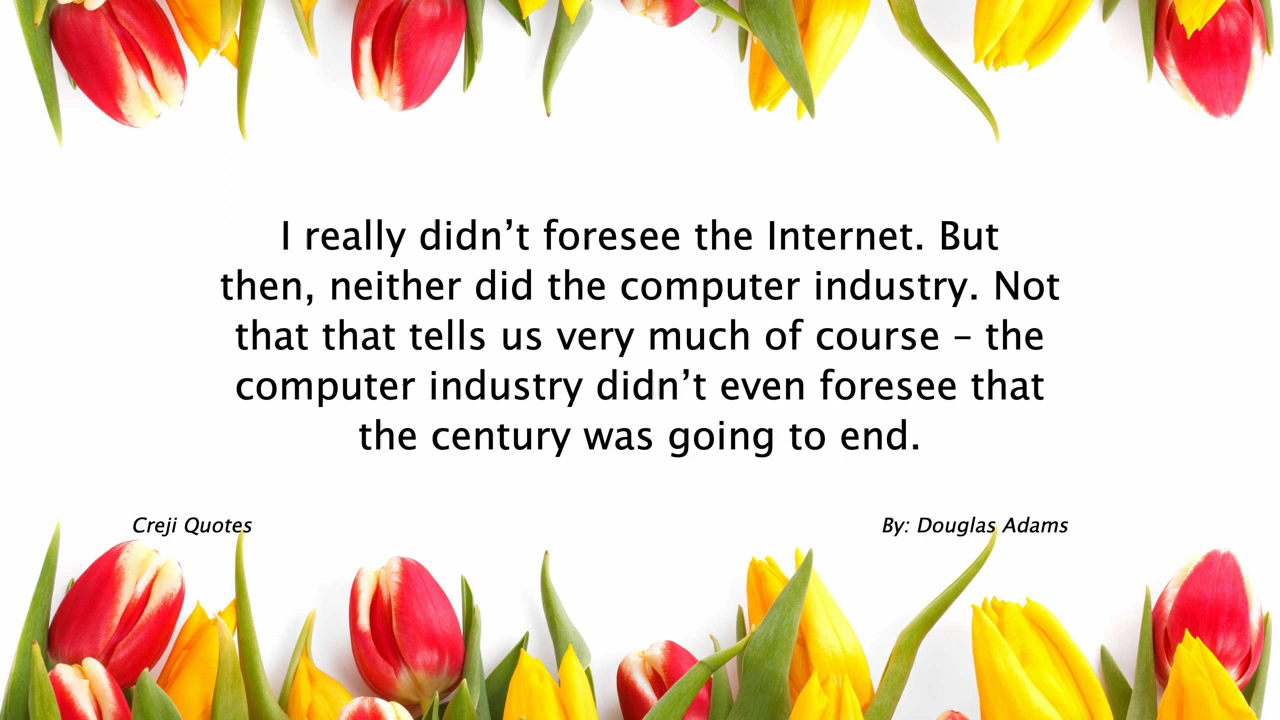 I really didn’t foresee the Internet. But
then, neither did the computer industry. Not
that that tells us very much of course – the
computer industry didn’t even foresee that
the century was going to end.
Creji Quotes
By: Douglas Adams